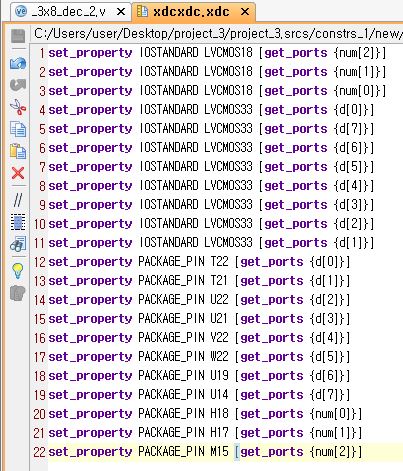 _3x8_dec_2.v xdcxdc.xdc
C:/Users/user/Desktop/project_3/project_3.srcs/constrs_1/new/
1 set_property IOSTANDARD LVCMOS18 [get_ports {num[2]}]
2 set_property IOSTANDARD LVCMOS18 [get_ports {num[1]}]
3 set_property IOSTANDARD LVCMOS18 [get_ports {num[0]}]
4 set_property IOSTANDARD LVCMOS33 [get_ports {d[0]}]
5 set_property IOSTANDARD LVCMOS33 [get_ports {d[7]}]
6 set_property IOSTANDARD LVCMOS33 [get_ports {d[6]}]
7 set_property IOSTANDARD LVCMOS33 [get_ports {d[5]}]
8 set_property IOSTANDARD LVCMOS33 [get_ports {d[4]}]
9 set_property IOSTANDARD LVCMOS33 [get_ports {d[3]}]
10 set_property IOSTANDARD LVCMOS33 [get_ports {d[2]}]
11 set_property IOSTANDARD LVCMOS33 [get_ports {d[1]}]
12 set_property PACKAGE_PIN T22 [get_ports {d[0]}]
13 set_property PACKAGE_PIN T21 [get_ports {d[1]}]
14 set_property PACKAGE_PIN U22 [get_ports {d[2]}]
15 set_property PACKAGE_PIN U21 [get_ports {d[3]}]
16 set_property PACKAGE_PIN V22 [get_ports {d[4]}]
17 set_property PACKAGE_PIN W22 [get_ports {d[5]}]
18 set_property PACKAGE_PIN U19 [get_ports {d[6]}]
19 set_property PACKAGE_PIN U14 [get_ports {d[7]}]
20 set_property PACKAGE_PIN H18 [get_ports {num[0]}]
21 set_property PACKAGE_PIN H17 [get_ports {num[1]}]
22 set_property PACKAGE_PIN M15 [get_ports {num[2]}]